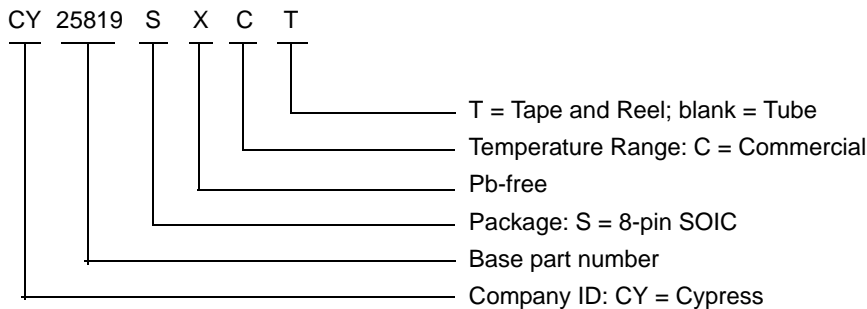 CY 25819 S X C T
T = Tape and Reel; blank = Tube
Temperature Range: C = Commercial
Pb-free
Package: S = 8-pin SOIC
Base part number
Company ID: CY = Cypress